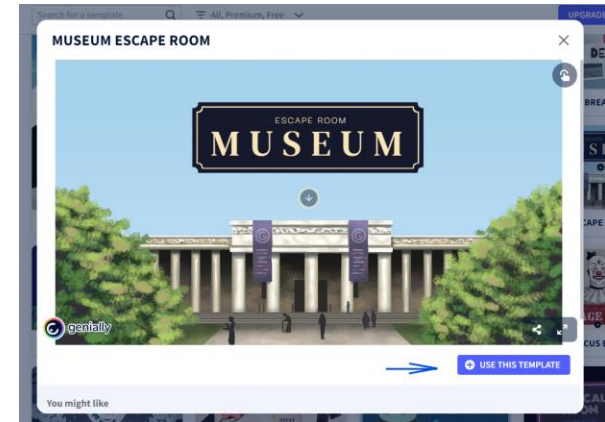 Search for a template
All, Premium, Free
UPGRADE
MUSEUM ESCAPE ROOM
ESCAPE ROOM
MUSEUM
genially
USE THIS TEMPLATE
You might like